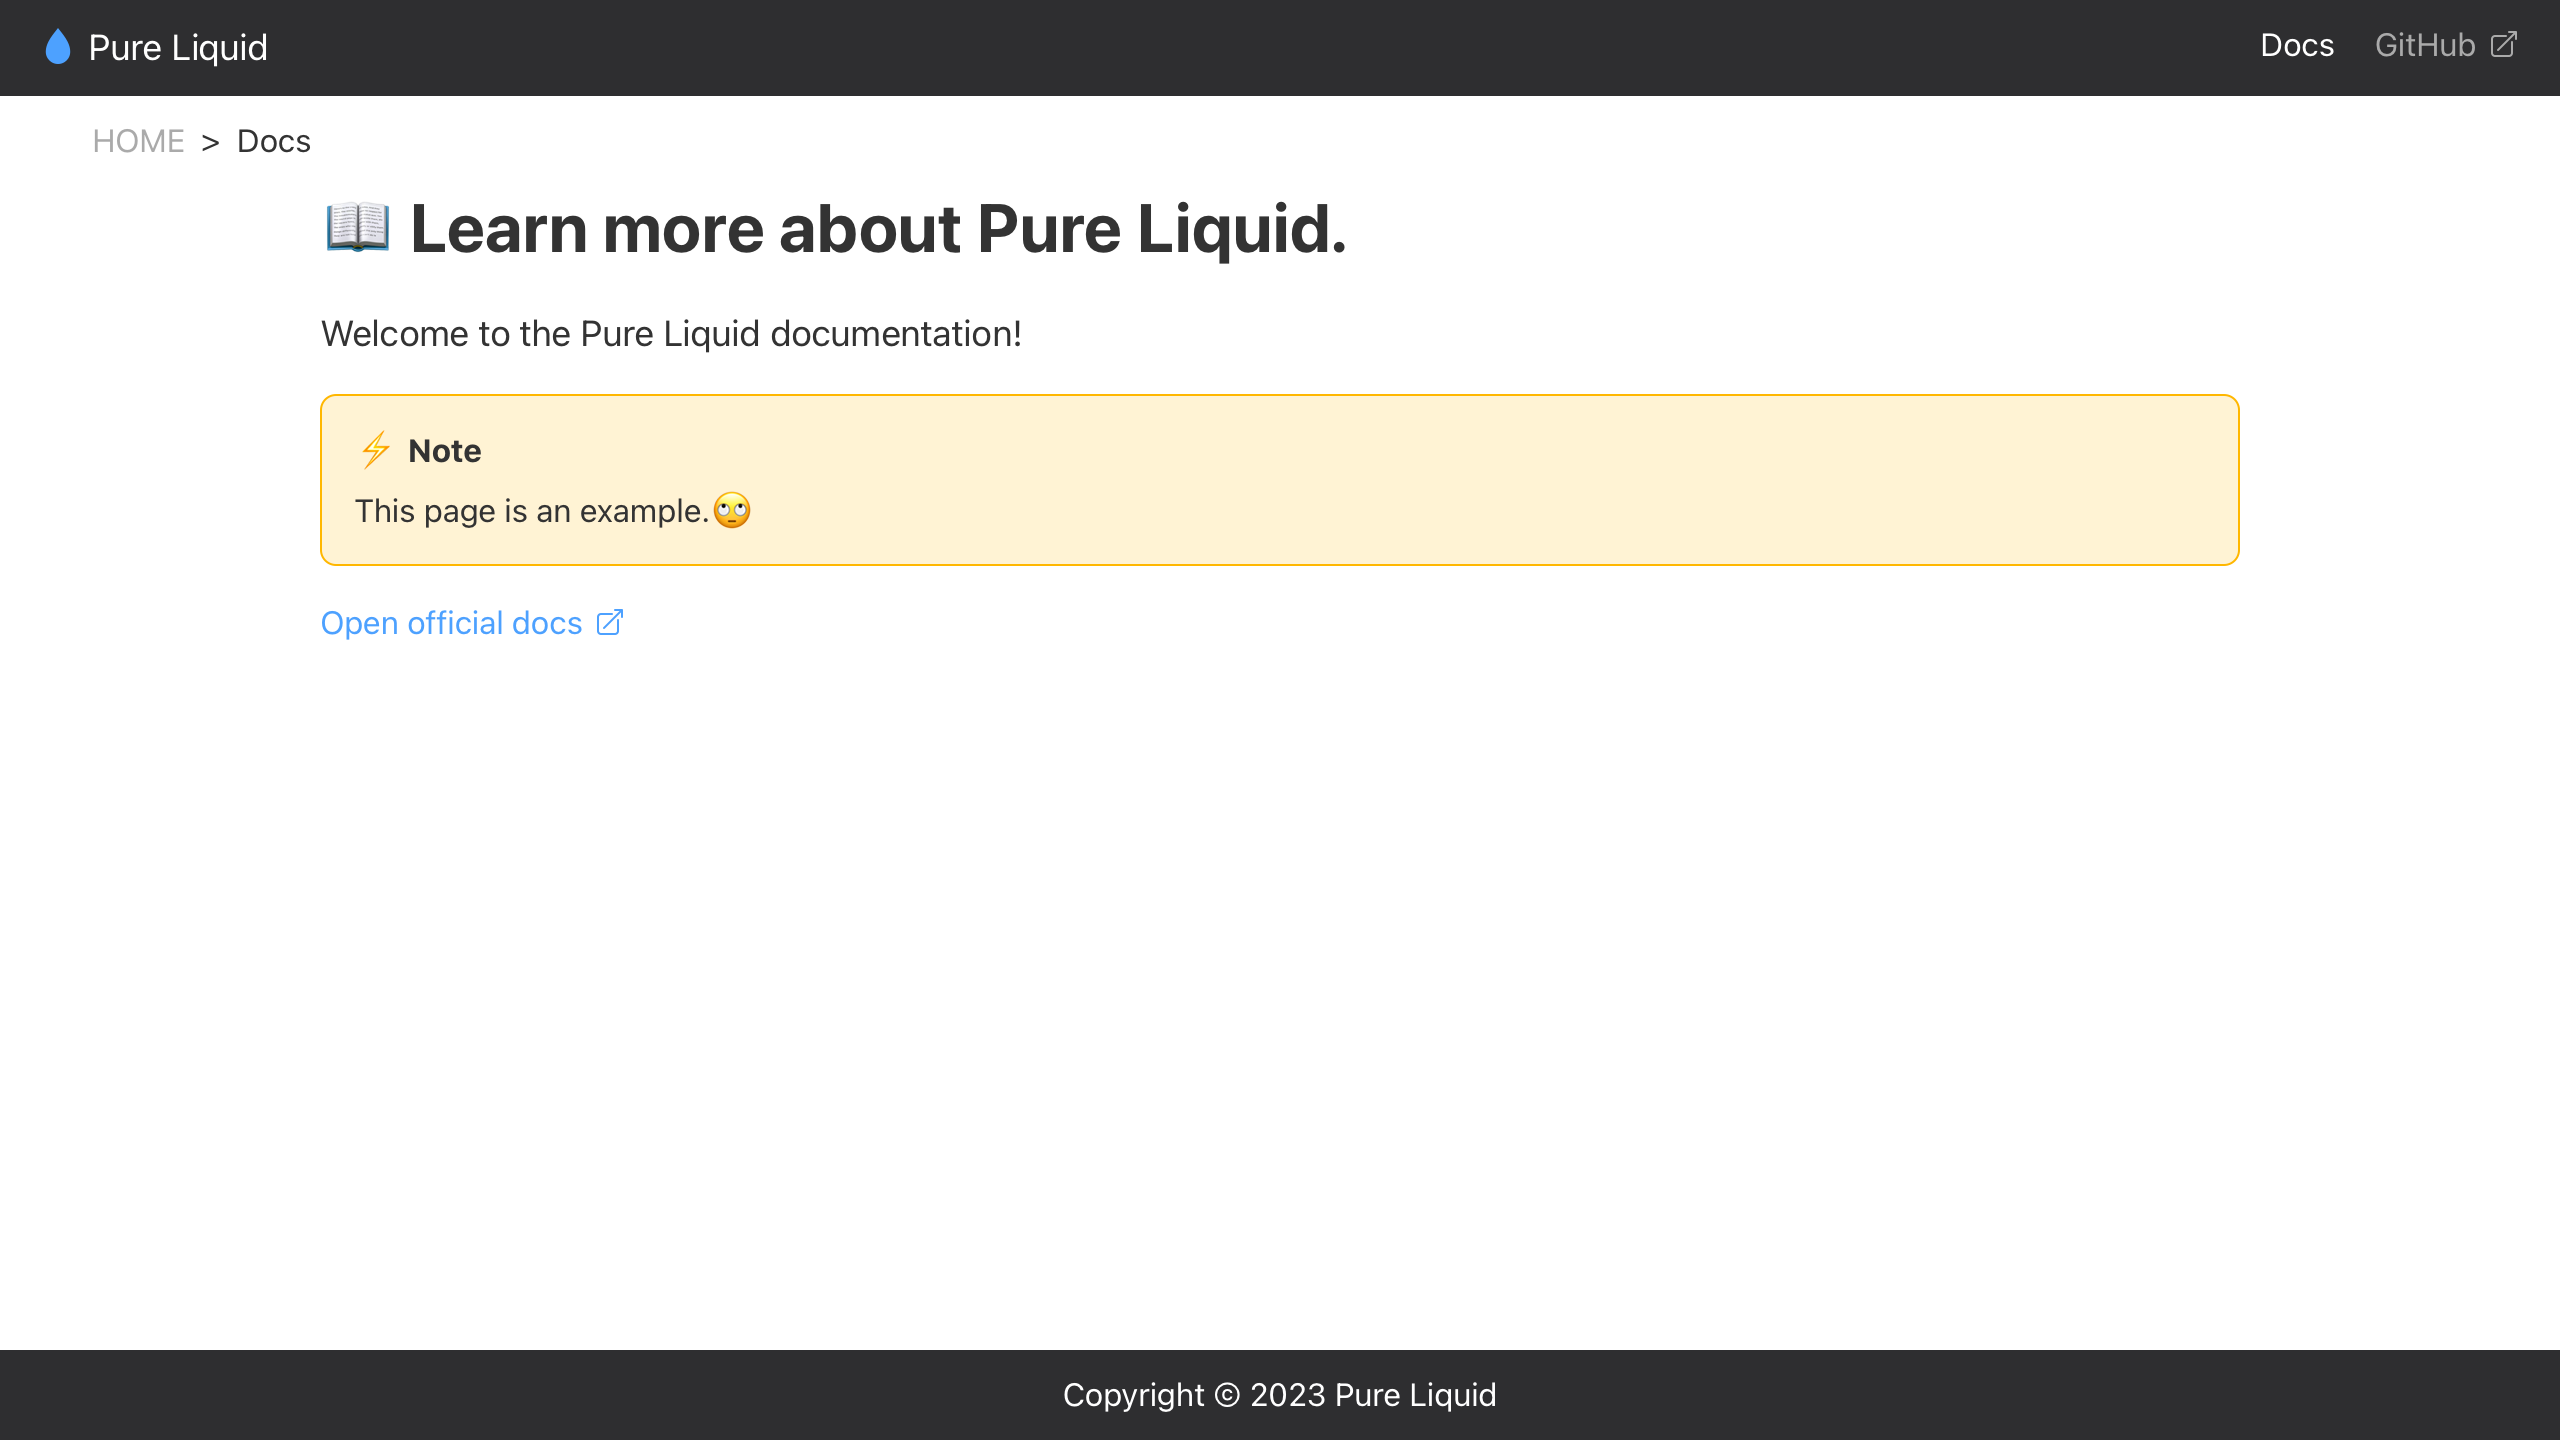 Pure Liquid
Docs GitHub
HOME > Docs
📖 Learn more about Pure Liquid.
Welcome to the Pure Liquid documentation!
⚡ Note
This page is an example.🙄
Open official docs
Copyright © 2023 Pure Liquid